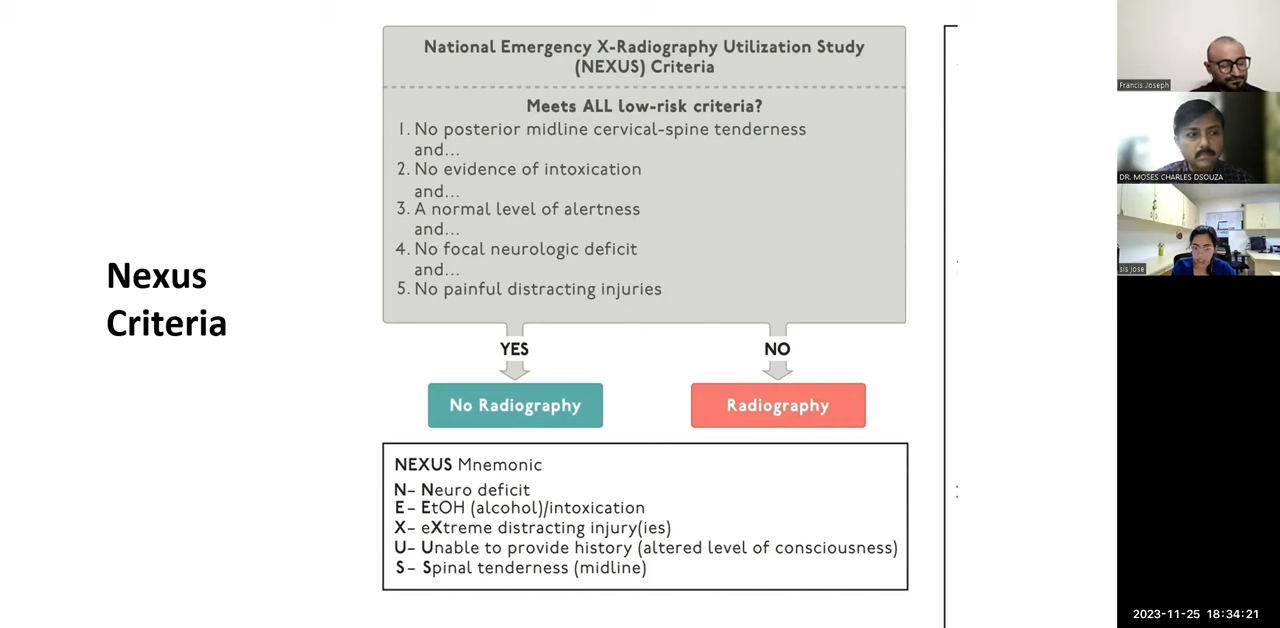 Nexus
Criteria
National Emergency X-Radiography Utilization Study
(NEXUS) Criteria
Meets ALL low-risk criteria?
1. No posterior midline cervical-spine tenderness
and...
2. No evidence of intoxication
and...
3. A normal level of alertness
and...
4. No focal neurologic deficit
and...
5. No painful distracting injuries
YES
NO
No Radiography
Radiography
NEXUS Mnemonic
N– Neuro deficit
E– EtOH (alcohol)/intoxication
X– eXtreme distracting injury(ies)
U– Unable to provide history (altered level of consciousness)
S– Spinal tenderness (midline)
Francis Joseph
DR. MOSES CHARLES DSOUZA
sis jose
2023-11-25 18:34:21